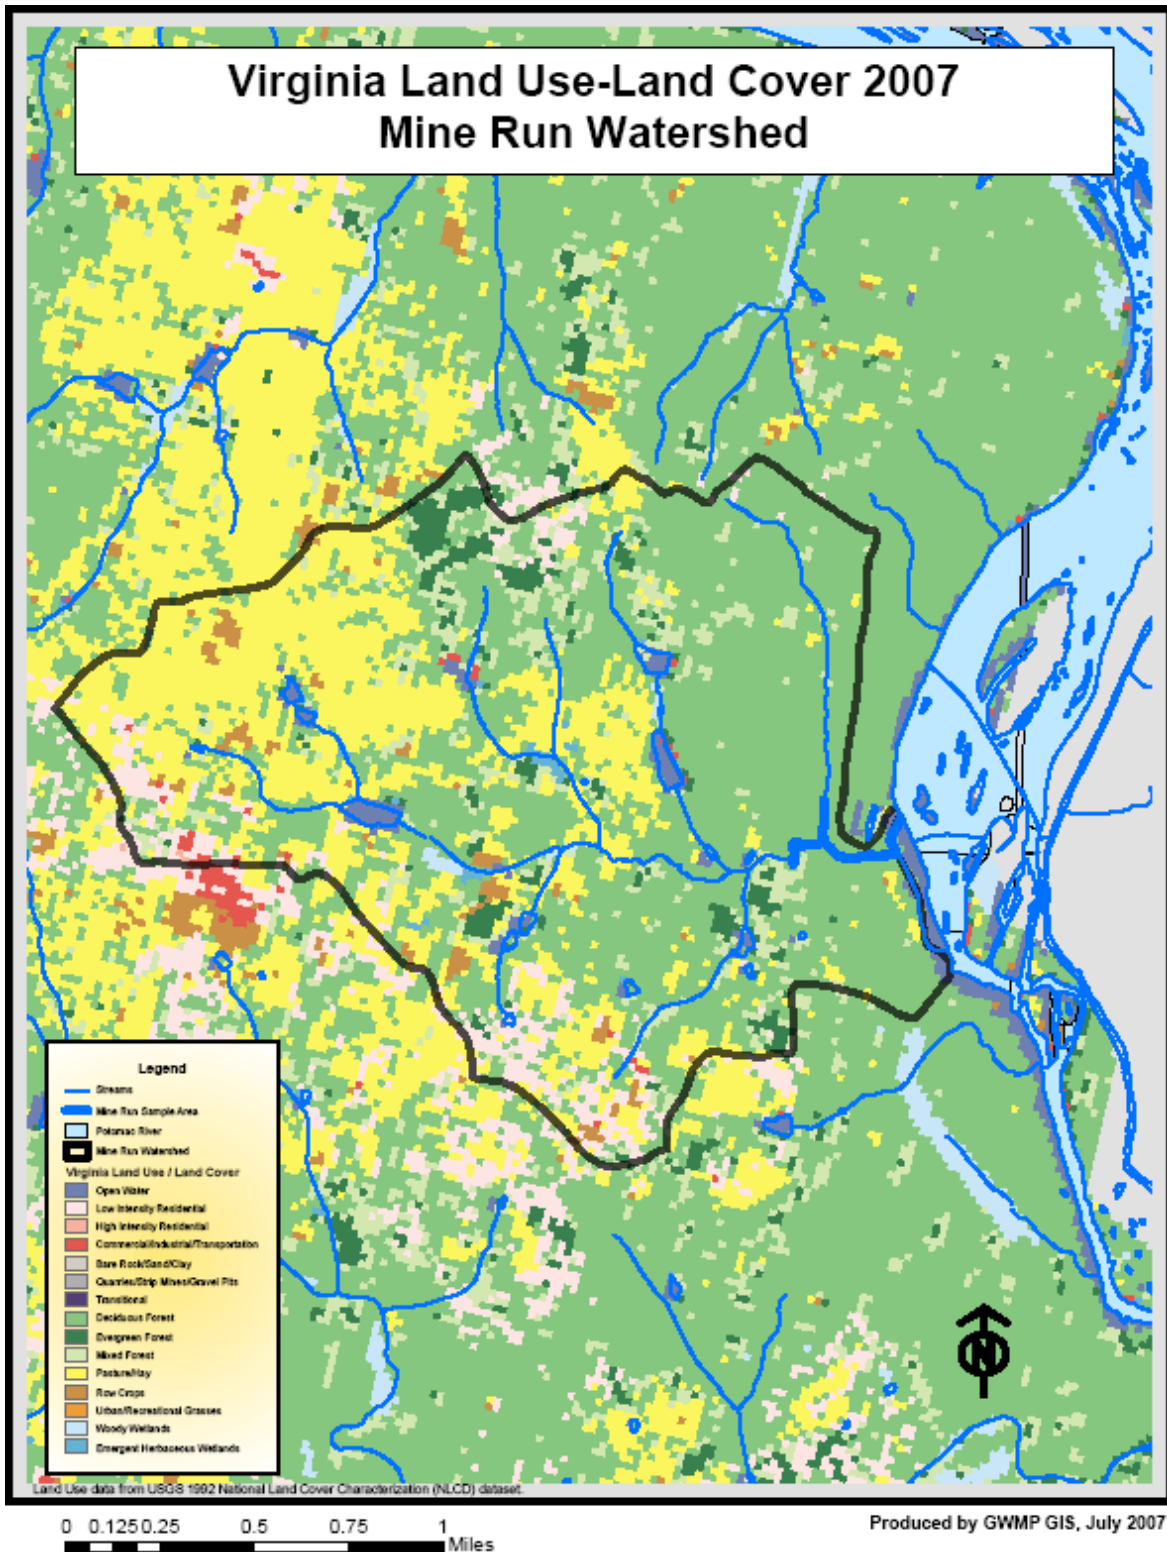 Virginia Land Use-Land Cover 2007
Mine Run Watershed
Legend
Streams
Mine Run Sample Area
Potamac River
Mine Run Watershed
Virginia Land Use / Land Cover
Open Water
Low Intensity Residential
High Intensity Residential
Commercial/Industrial/Transportation
Bare Rock/Sand/Clay
Quarries/Strip Mines/Gravel Pits
Transitional
Deciduous Forest
Evergreen Forest
Mixed Forest
Pasture/Hay
Row Crops
Urban/Recreational Grasses
Woody Wetlands
Emergent Herbaceous Wetlands
N
Land Use data from USGS 1992 National Land Cover Characterization (NLCD) dataset.
0 0.125 0.25 0.5 0.75 1
Miles
Produced by GWMP GIS, July 2007